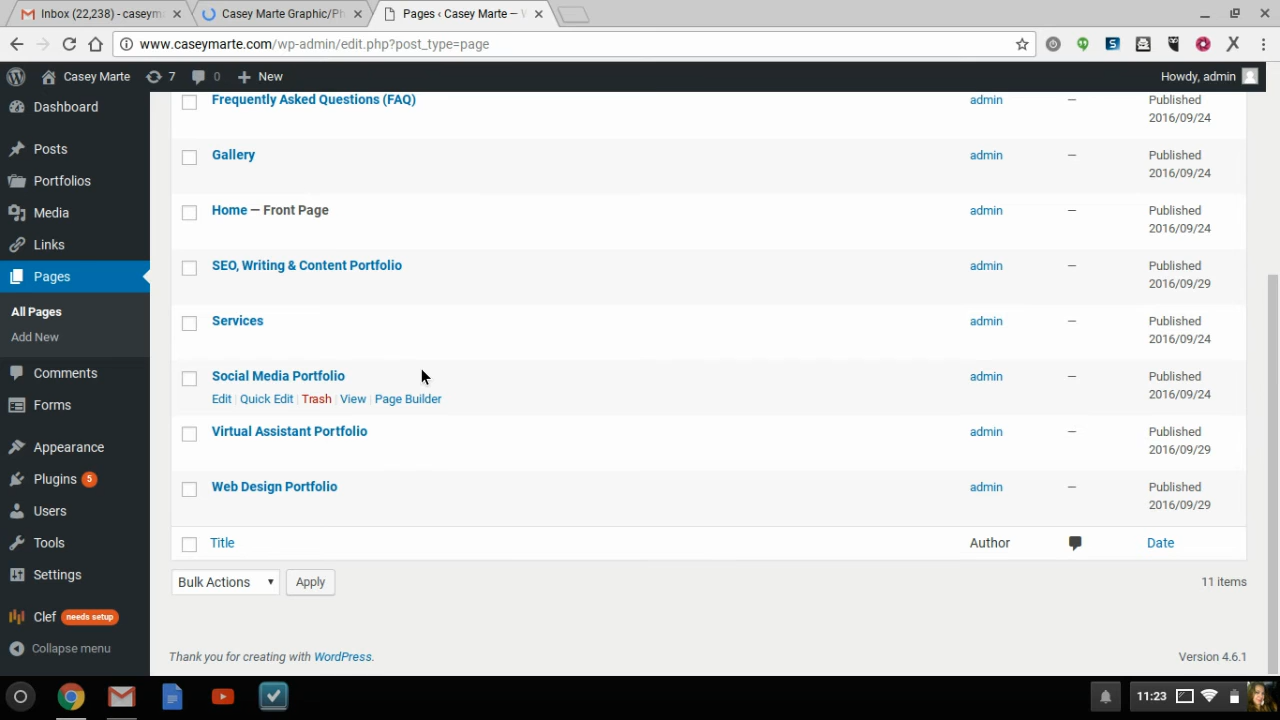 Inbox (22,238) - caseym
Casey Marte Graphic/Ph
Pages ‹ Casey Marte — W
www.caseymarte.com/wp-admin/edit.php?post_type=page
Casey Marte
7
0
New
Howdy, admin
Dashboard
Posts
Portfolios
Media
Links
Pages
All Pages
Add New
Comments
Forms
Appearance
Plugins 5
Users
Tools
Settings
Clef needs setup
Collapse menu
Frequently Asked Questions (FAQ) admin — Published
2016/09/24
Gallery admin — Published
2016/09/24
Home — Front Page admin — Published
2016/09/24
SEO, Writing & Content Portfolio admin — Published
2016/09/29
Services admin — Published
2016/09/24
Social Media Portfolio admin — Published
Edit | Quick Edit | Trash | View | Page Builder 2016/09/24
Virtual Assistant Portfolio admin — Published
2016/09/29
Web Design Portfolio admin — Published
2016/09/29
Title Author Date
Bulk Actions Apply 11 items
Thank you for creating with WordPress. Version 4.6.1
11:23